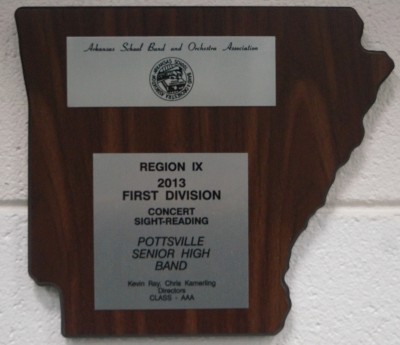 Arkansas School Band and Orchestra Association
REGION IX
2013
FIRST DIVISION
CONCERT
SIGHT-READING
POTTSVILLE
SENIOR HIGH
BAND
Kevin Ray, Chris Kemerling
Directors
CLASS - AAA